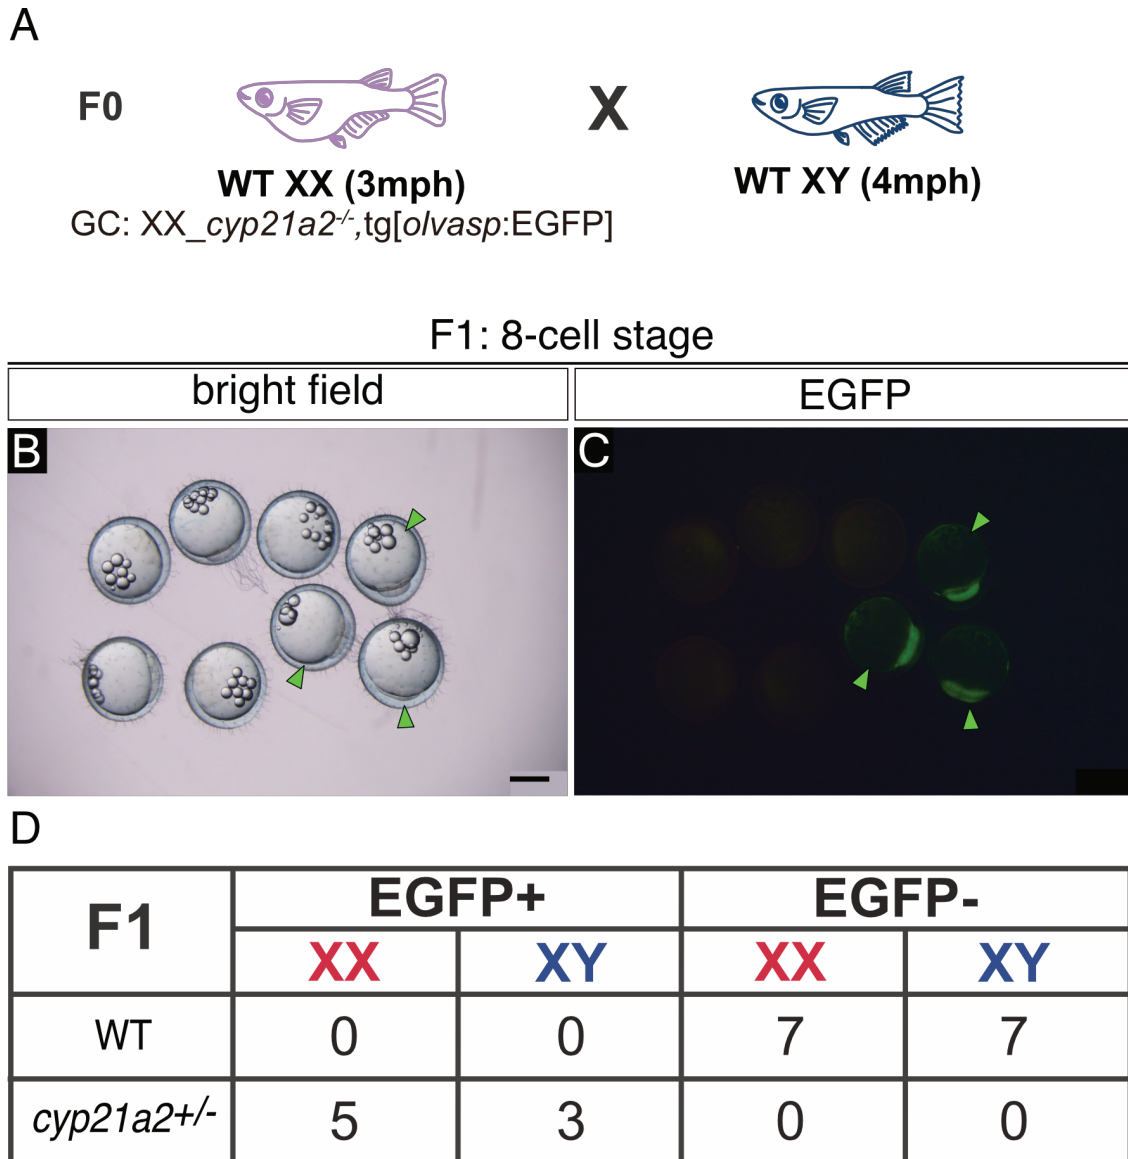 A
F0
X
WT XX (3mph)
WT XY (4mph)
GC: XX_cyp21a2-/-,tg[olvasp:EGFP]
F1: 8-cell stage
bright field
EGFP
B
C
D
F1
EGFP+
EGFP-
XX
XY
XX
XY
WT
0
0
7
7
cyp21a2+/-
5
3
0
0